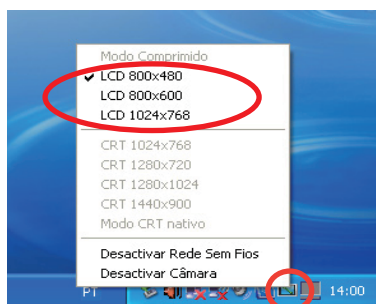 Modo Comprimido
LCD 800x480
LCD 800x600
LCD 1024x768
CRT 1024x768
CRT 1280x720
CRT 1280x1024
CRT 1440x900
Modo CRT nativo
Desactivar Rede Sem Fios
Desactivar Câmara
PT 14:00